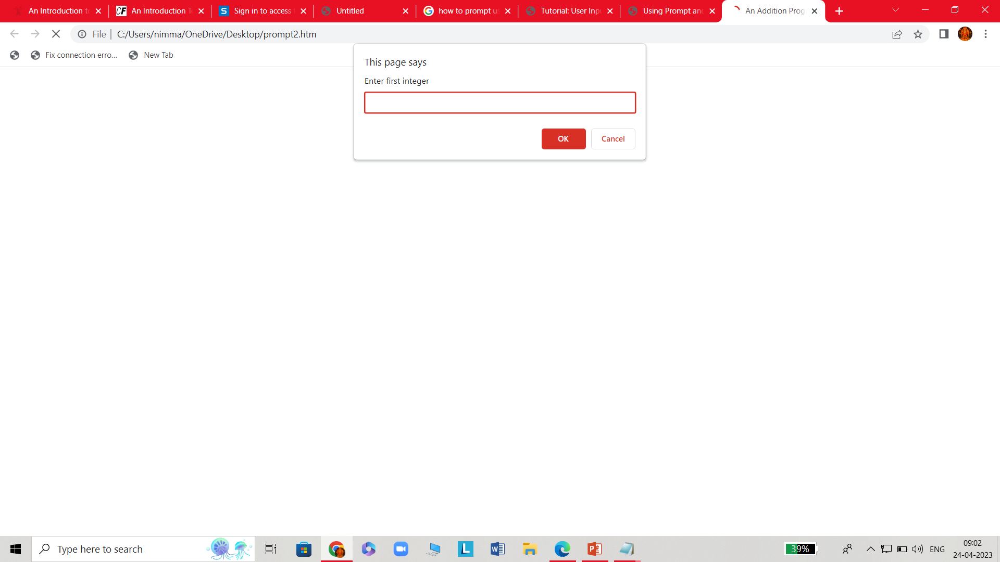 An Introduction to
An Introduction T
Sign in to access t
Untitled
how to prompt us
Tutorial: User Inp
Using Prompt and
An Addition Prog
File
C:/Users/nimma/OneDrive/Desktop/prompt2.htm
Fix connection erro...
New Tab
This page says
Enter first integer
OK
Cancel
Type here to search
39%
ENG
09:02
24-04-2023